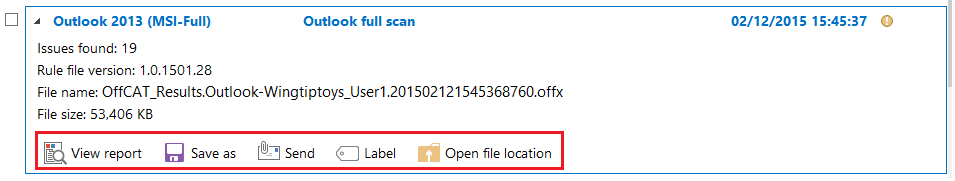 Outlook 2013 (MSI-Full) Outlook full scan 02/12/2015 15:45:37
Issues found: 19
Rule file version: 1.0.1501.28
File name: OffCAT_Results.Outlook-Wingtiptoys_User1.201502121545368760.offx
File size: 53,406 KB
View report Save as Send Label Open file location